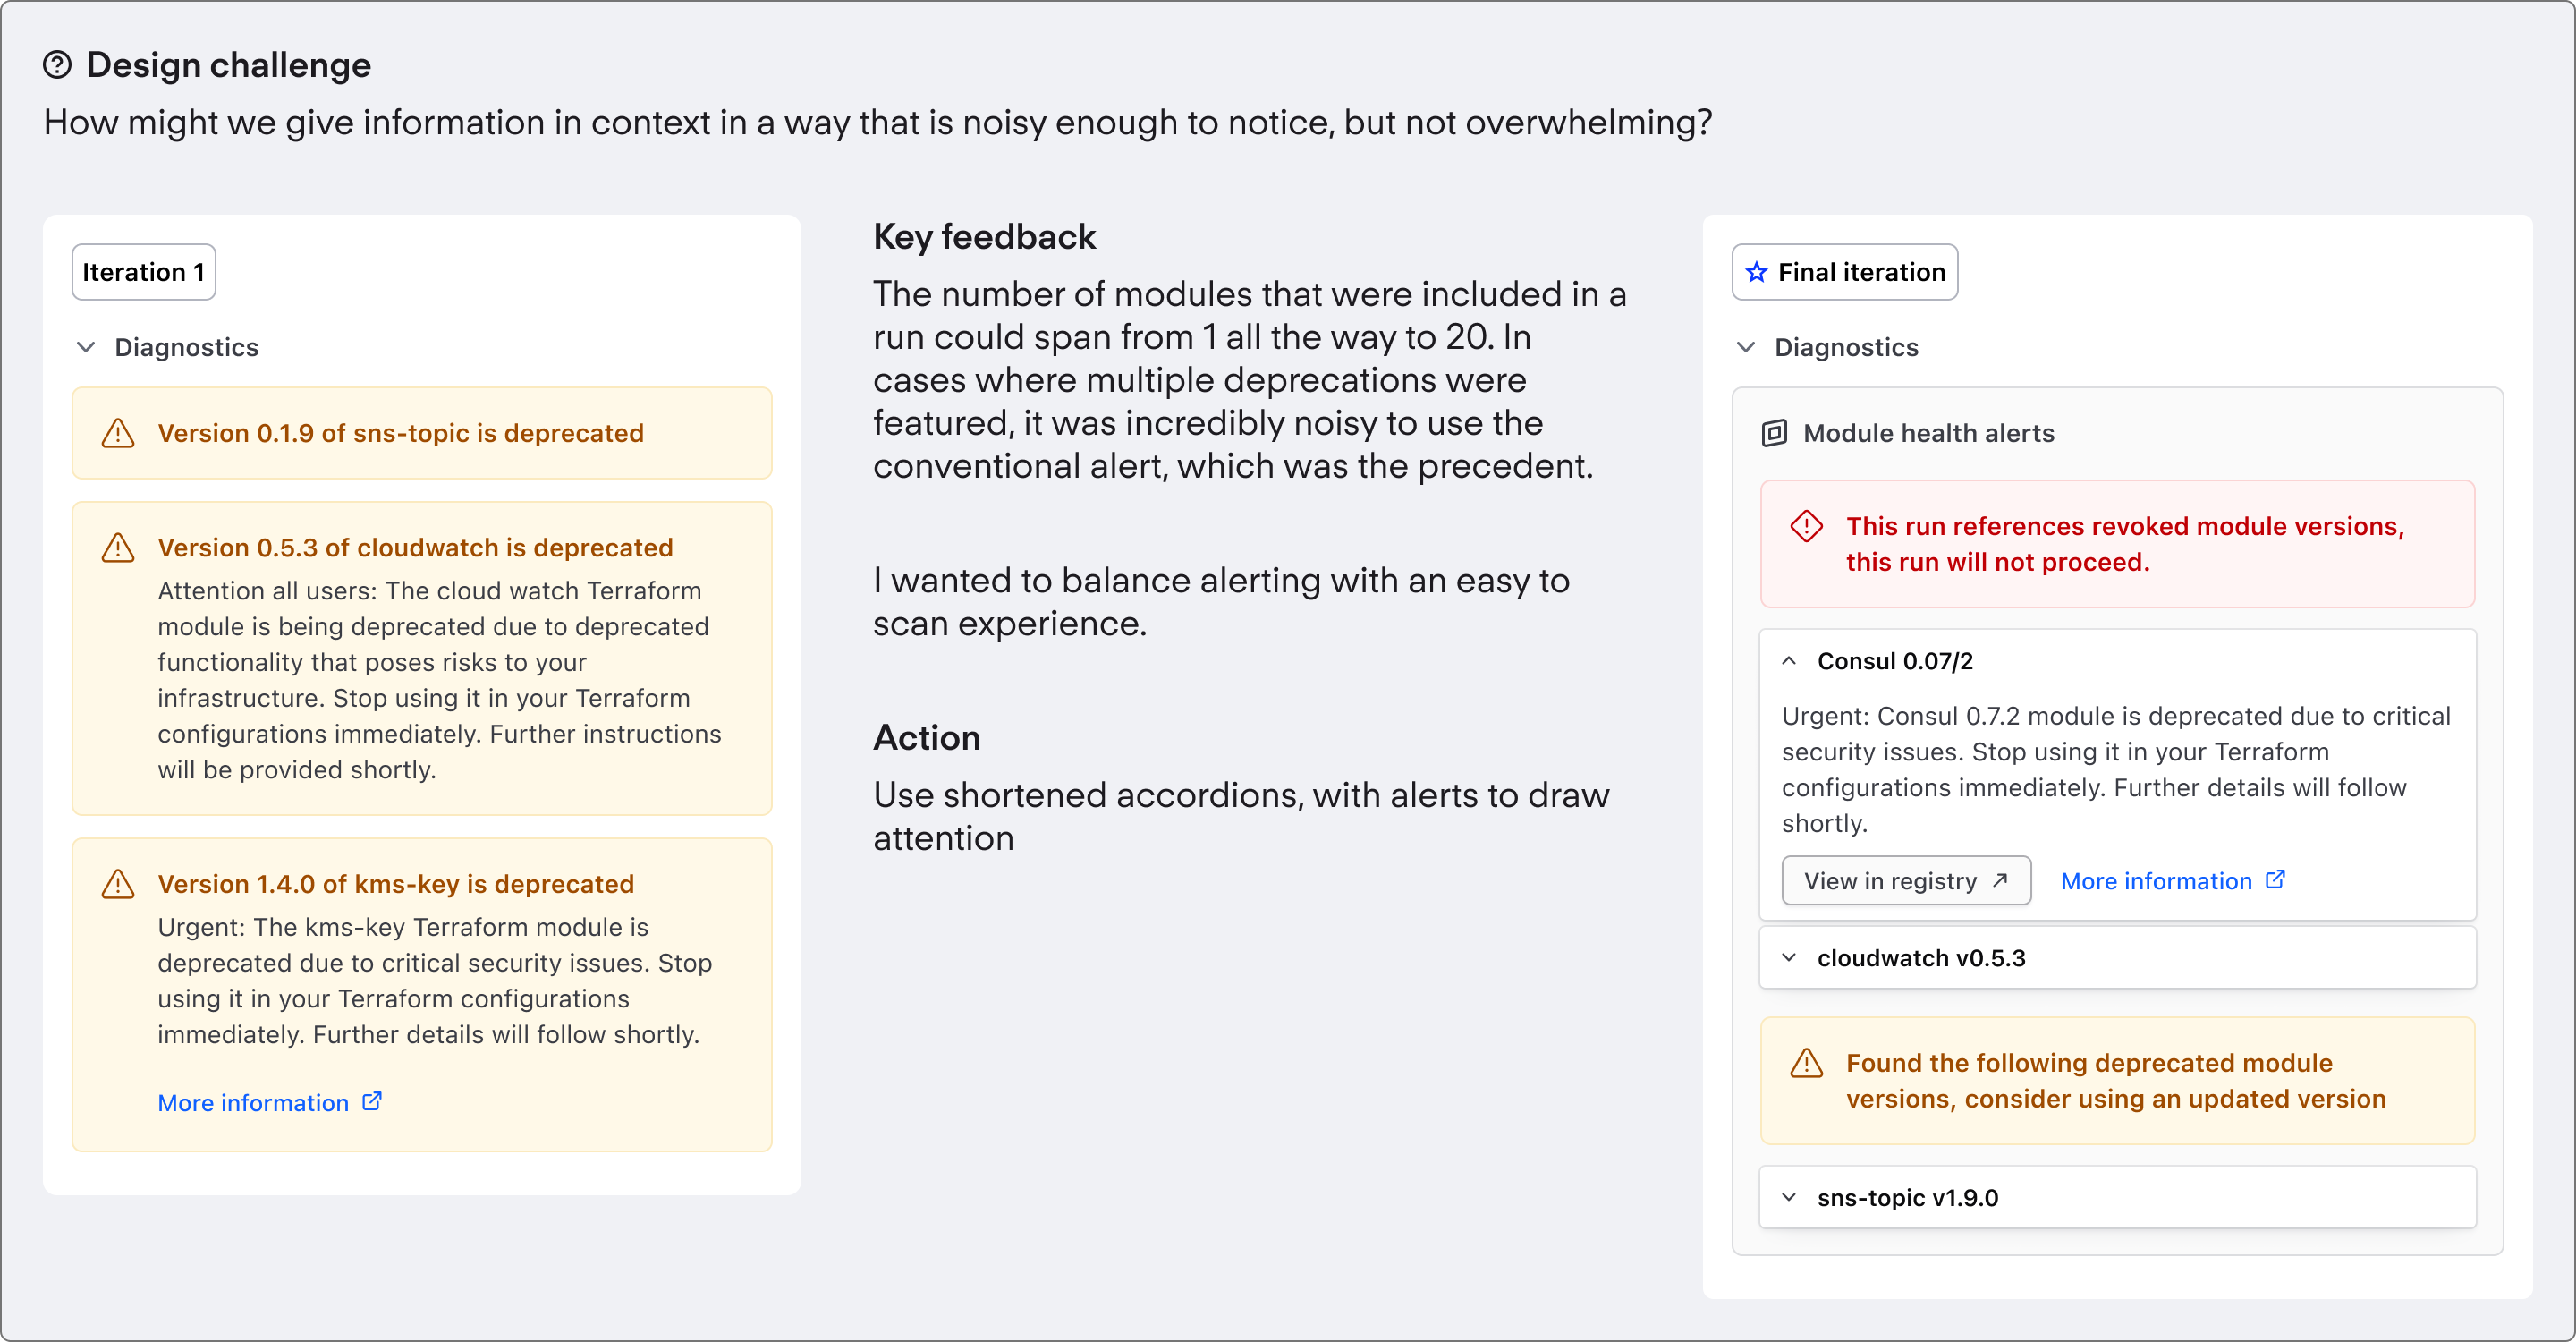 Design challenge
How might we give information in context in a way that is noisy enough to notice, but not overwhelming?
Iteration 1
Diagnostics
Version 0.1.9 of sns-topic is deprecated
Version 0.5.3 of cloudwatch is deprecated
Attention all users: The cloud watch Terraform
module is being deprecated due to deprecated
functionality that poses risks to your
infrastructure. Stop using it in your Terraform
configurations immediately. Further instructions
will be provided shortly.
Version 1.4.0 of kms-key is deprecated
Urgent: The kms-key Terraform module is
deprecated due to critical security issues. Stop
using it in your Terraform configurations
immediately. Further details will follow shortly.
More information
Key feedback
The number of modules that were included in a
run could span from 1 all the way to 20. In
cases where multiple deprecations were
featured, it was incredibly noisy to use the
conventional alert, which was the precedent.
I wanted to balance alerting with an easy to
scan experience.
Action
Use shortened accordions, with alerts to draw
attention
Final iteration
Diagnostics
Module health alerts
This run references revoked module versions,
this run will not proceed.
Consul 0.07/2
Urgent: Consul 0.7.2 module is deprecated due to critical
security issues. Stop using it in your Terraform
configurations immediately. Further details will follow
shortly.
View in registry
More information
cloudwatch v0.5.3
Found the following deprecated module
versions, consider using an updated version
sns-topic v1.9.0